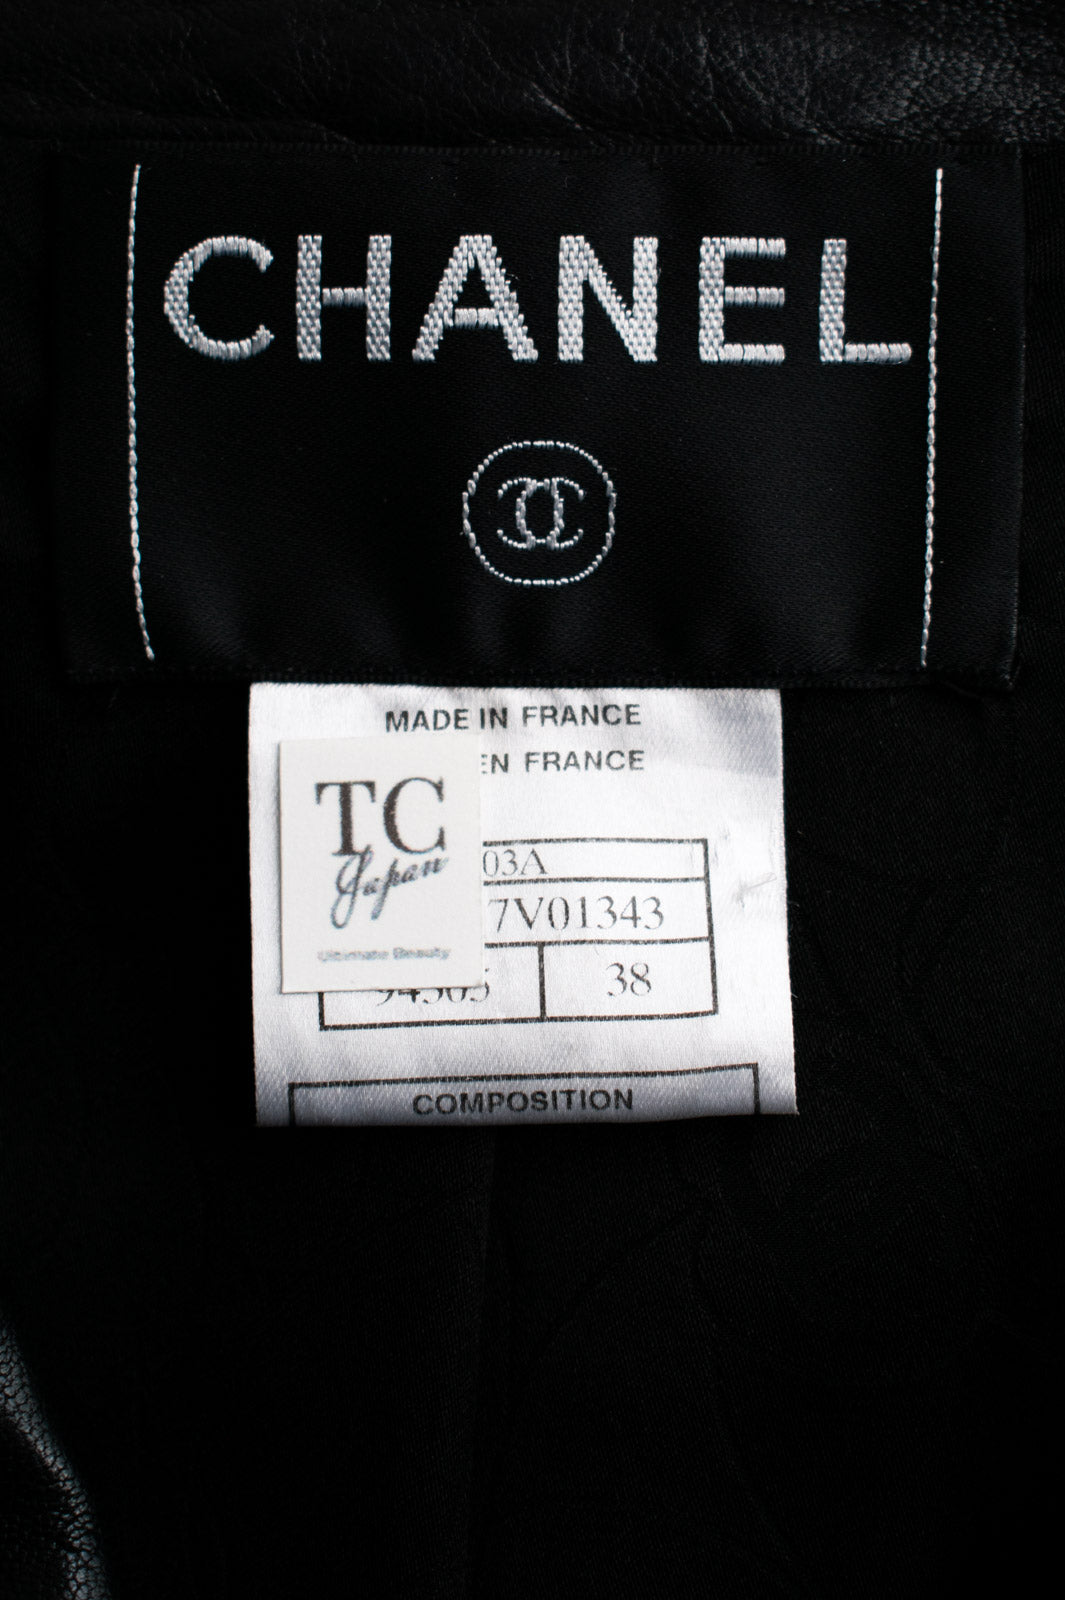 CHANEL
MADE IN FRANCE
EN FRANCE
TC
Japan
Ultimate Beauty
03A
7V01343
38
COMPOSITION